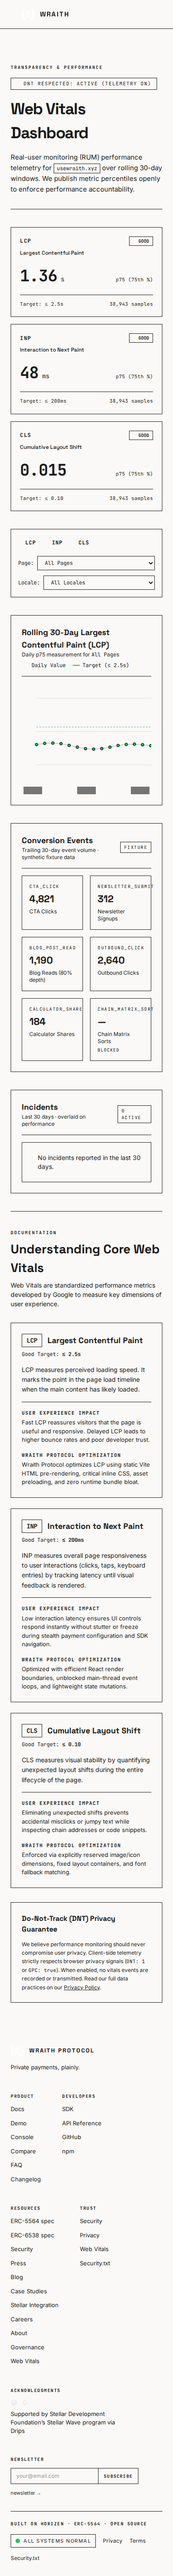 WRAITH
TRANSPARENCY & PERFORMANCE
DNT RESPECTED: ACTIVE (TELEMETRY ON)
Web Vitals
Dashboard
Real-user monitoring (RUM) performance
telemetry for usewraith.xyz over rolling 30-day
windows. We publish metric percentiles openly
to enforce performance accountability.
LCP GOOD
Largest Contentful Paint
1.36 s p75 (75th %)
Target: ≤ 2.5s 38,943 samples
INP GOOD
Interaction to Next Paint
48 ms p75 (75th %)
Target: ≤ 200ms 38,943 samples
CLS GOOD
Cumulative Layout Shift
0.015 p75 (75th %)
Target: ≤ 0.10 38,943 samples
LCP INP CLS
Page: All Pages
Locale: All Locales
Rolling 30-Day Largest
Contentful Paint (LCP)
Daily p75 measurement for All Pages
Daily Value Target (≤ 2.5s)
Conversion Events
Trailing 30-day event volume ·
synthetic fixture data
FIXTURE
CTA_CLICK
4,821
CTA Clicks
NEWSLETTER_SUBMIT
312
Newsletter
Signups
BLOG_POST_READ
1,190
Blog Reads (80%
depth)
OUTBOUND_CLICK
2,640
Outbound Clicks
CALCULATOR_SHARE
184
Calculator Shares
CHAIN_MATRIX_SORT
—
Chain Matrix
Sorts
BLOCKED
Incidents
Last 30 days · overlaid on
performance
0
ACTIVE
No incidents reported in the last 30
days.
DOCUMENTATION
Understanding Core Web
Vitals
Web Vitals are standardized performance metrics
developed by Google to measure key dimensions of
user experience.
LCP Largest Contentful Paint
Good Target: ≤ 2.5s
LCP measures perceived loading speed. It
marks the point in the page load timeline
when the main content has likely loaded.
USER EXPERIENCE IMPACT
Fast LCP reassures visitors that the page is
useful and responsive. Delayed LCP leads to
higher bounce rates and poor developer trust.
WRAITH PROTOCOL OPTIMIZATION
Wraith Protocol optimizes LCP using static Vite
HTML pre-rendering, critical inline CSS, asset
preloading, and zero runtime bundle bloat.
INP Interaction to Next Paint
Good Target: ≤ 200ms
INP measures overall page responsiveness
to user interactions (clicks, taps, keyboard
entries) by tracking latency until visual
feedback is rendered.
USER EXPERIENCE IMPACT
Low interaction latency ensures UI controls
respond instantly without stutter or freeze
during stealth payment configuration and SDK
navigation.
WRAITH PROTOCOL OPTIMIZATION
Optimized with efficient React render
boundaries, unblocked main-thread event
loops, and lightweight state mutations.
CLS Cumulative Layout Shift
Good Target: ≤ 0.10
CLS measures visual stability by quantifying
unexpected layout shifts during the entire
lifecycle of the page.
USER EXPERIENCE IMPACT
Eliminating unexpected shifts prevents
accidental misclicks or jumpy text while
inspecting chain addresses or code snippets.
WRAITH PROTOCOL OPTIMIZATION
Enforced via explicitly reserved image/icon
dimensions, fixed layout containers, and font
fallback matching.
Do-Not-Track (DNT) Privacy
Guarantee
We believe performance monitoring should never
compromise user privacy. Client-side telemetry
strictly respects browser privacy signals (DNT: 1
or GPC: true). When enabled, no vitals events are
recorded or transmitted. Read our full data
practices on our Privacy Policy.
WRAITH PROTOCOL
Private payments, plainly.
PRODUCT
Docs
Demo
Console
Compare
FAQ
Changelog
DEVELOPERS
SDK
API Reference
GitHub
npm
RESOURCES
ERC-5564 spec
ERC-6538 spec
Security
Press
Blog
Case Studies
Stellar Integration
Careers
About
Governance
Web Vitals
TRUST
Security
Privacy
Web Vitals
Security.txt
ACKNOWLEDGMENTS
Supported by Stellar Development
Foundation's Stellar Wave program via
Drips
NEWSLETTER
your@email.com SUBSCRIBE
newsletter →
BUILT ON HORIZEN · ERC-5564 · OPEN SOURCE
ALL SYSTEMS NORMAL Privacy Terms
Security.txt